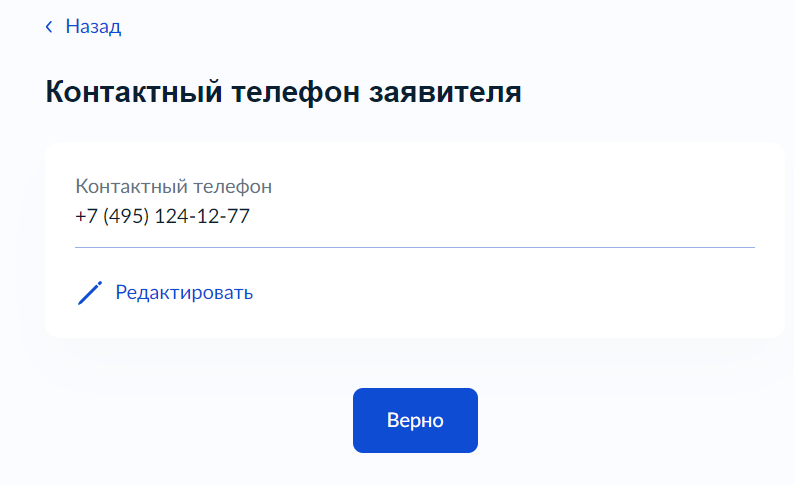 Назад
Контактный телефон заявителя
Контактный телефон
+7 (495) 124-12-77
Редактировать
Верно